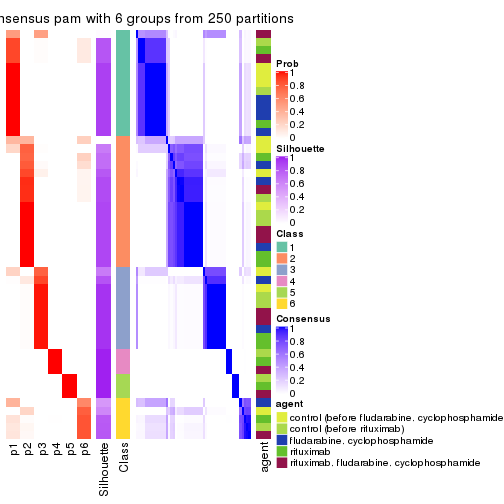 nsensus pam with 6 groups from 250 partitions
Prob
1
0.8
0.6
0.4
0.2
0
Silhouette
1
0.8
0.6
0.4
0.2
0
Class
1
2
3
4
5
6
Consensus
1
0.8
0.6
0.4
0.2
0
agent
control (before fludarabine. cyclophosphamide
control (before riluximab)
fludarabine. cyclophosphamide
riluximab
riluximab. fludarabine. cyclophosphamide
p1
p2
p3
p4
p5
p6
Silhouette
Class
agent